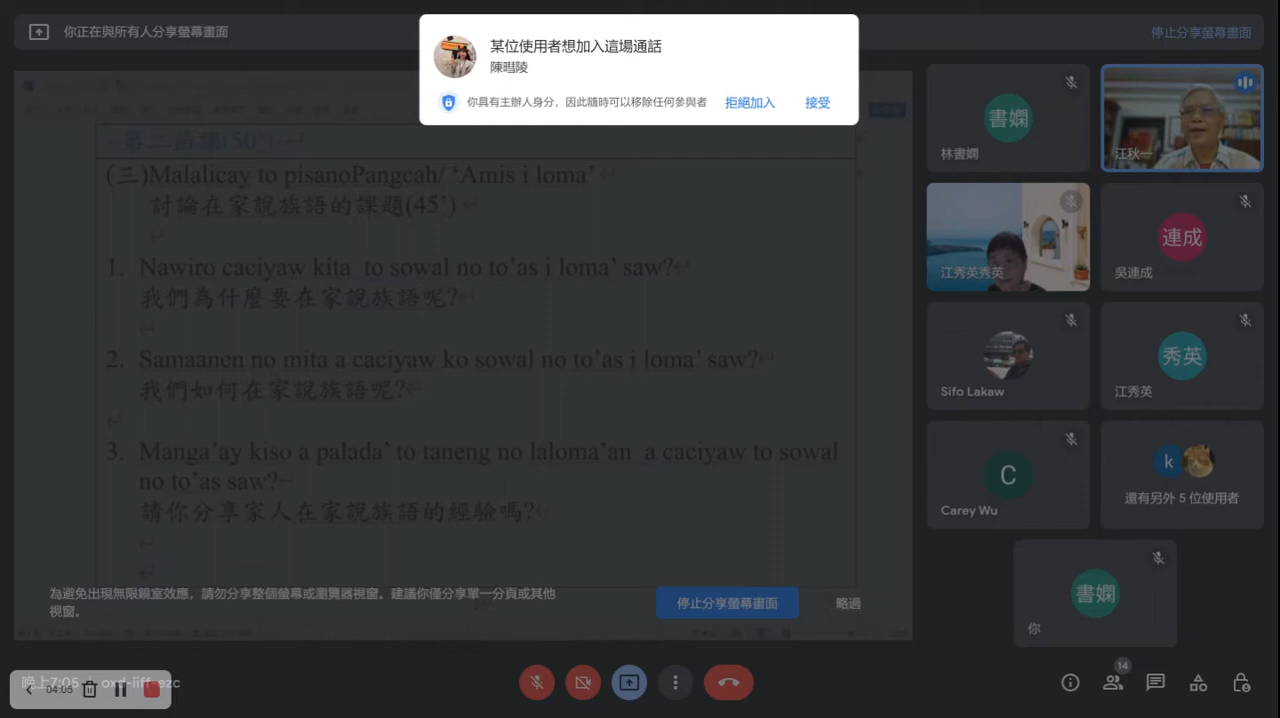 你正在與所有人分享螢幕畫面
停止分享螢幕畫面
某位使用者想加入這場通話
陳暳陵
你具有主辦人身分，因此隨時可以移除任何參與者
拒絕加入
接受
第二節課(50’)
(三)Malalicay to pisanoPangcah/ ‘Amis i loma’
討論在家說族語的課題(45’)
1. Nawiro caciyaw kita to sowal no to’as i loma’ saw?
我們為什麼要在家說族語呢?
2. Samaanen no mita a caciyaw ko sowal no to’as i loma’ saw?
我們如何在家說族語呢?
3. Manga’ay kiso a palada’ to taneng no laloma’an a caciyaw to sowal
no to’as saw?
請你分享家人在家說族語的經驗嗎?
為避免出現無限鏡室效應，請勿分享整個螢幕或瀏覽器視窗。建議你僅分享單一分頁或其他
視窗。
停止分享螢幕畫面
略過
書嫻
林書嫻
汪秋一
江秀英秀英
連成
吳連成
Sifo Lakaw
秀英
江秀英
C
Carey Wu
k
還有另外 5 位使用者
書嫻
你
晚上7:05
oxd-iiff-ezc
04:05
14